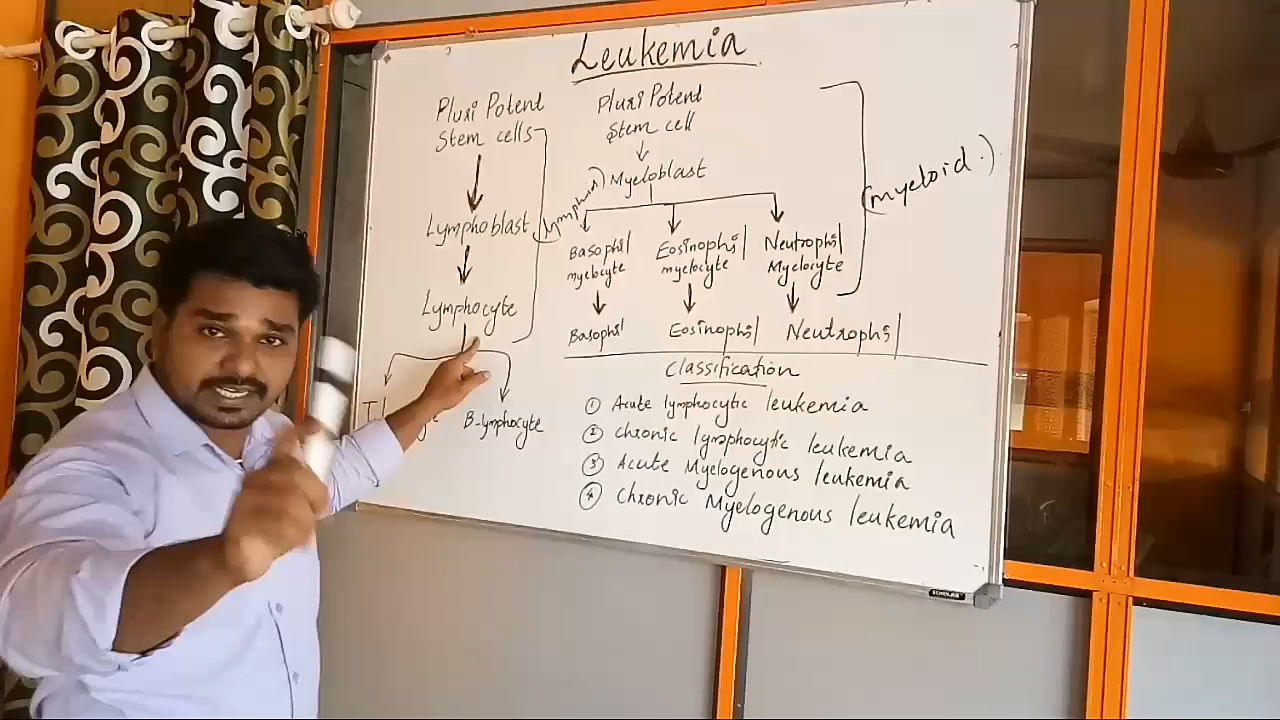 Leukemia
Pluri Potent
Stem cells
Lymphoblast
Lymphocyte
B-lymphocyte
Pluri Potent
Stem cell
Myeloblast
Basophil
myelocyte
Eosinophil
myelocyte
Neutrophil
Myelocyte
Basophil
Eosinophil
Neutrophil
(myeloid)
Classification
1 Acute lymphocytic leukemia
2 Chronic lymphocytic leukemia
3 Acute Myelogenous leukemia
4 Chronic Myelogenous leukemia